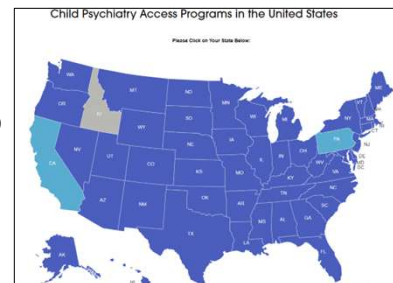 Child Psychiatry Access Programs in the United States
Please Click on Your State Below:
WA
MT
ND
MN
ME
OR
ID
WY
SD
WI
MI
VT
NY
NV
UT
CO
NE
IA
IL
IN
OH
PA
CT
NJ
CA
KS
MO
KY
WV
VA
DE
MD
DC
AZ
NM
OK
AR
TN
NC
SC
TX
LA
MS
AL
GA
FL
AK
HI